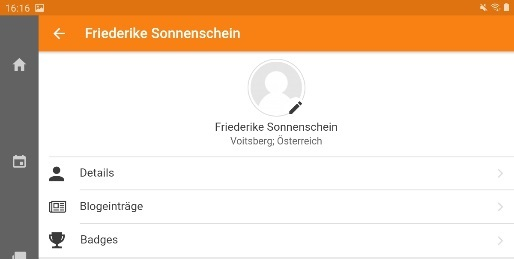 16:16
Friederike Sonnenschein
Friederike Sonnenschein
Voitsberg; Österreich
Details
Blogeinträge
Badges